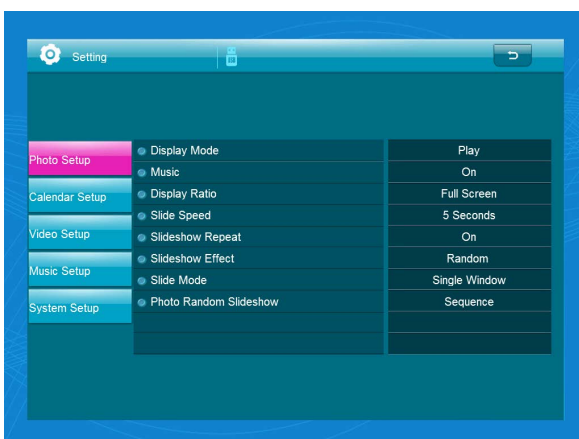 Setting
Photo Setup
Calendar Setup
Video Setup
Music Setup
System Setup
Display Mode Play
Music On
Display Ratio Full Screen
Slide Speed 5 Seconds
Slideshow Repeat On
Slideshow Effect Random
Slide Mode Single Window
Photo Random Slideshow Sequence